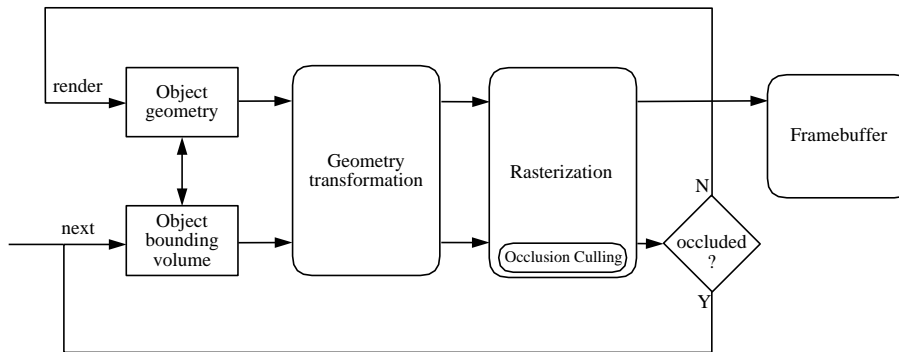 render
Object
geometry
Geometry
transformation
Rasterization
Framebuffer
N
next
Object
bounding
volume
Occlusion Culling
occluded
?
Y